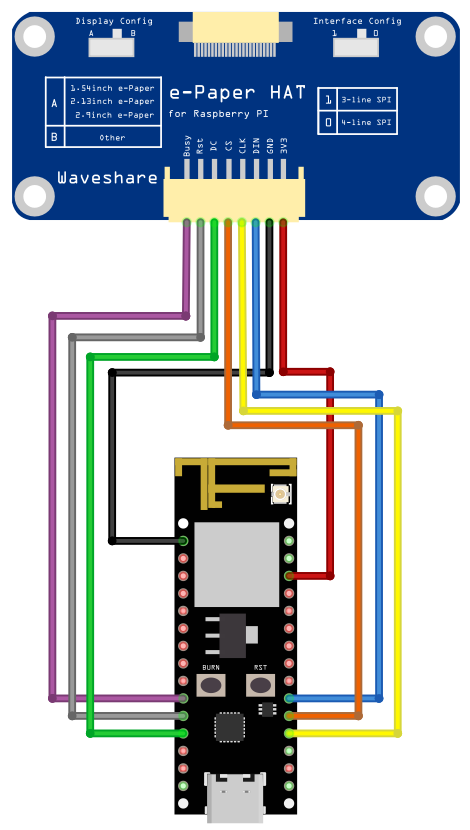 Display Config
A B
Interface Config
1 0
A
1.54inch e-Paper
2.13inch e-Paper
2.9inch e-Paper
B
Other
e-Paper HAT
for Raspberry PI
1 3-line SPI
0 4-line SPI
Waveshare
Busy
Rst
DC
CS
CLK
DIN
GND
3V3
BURN
RST